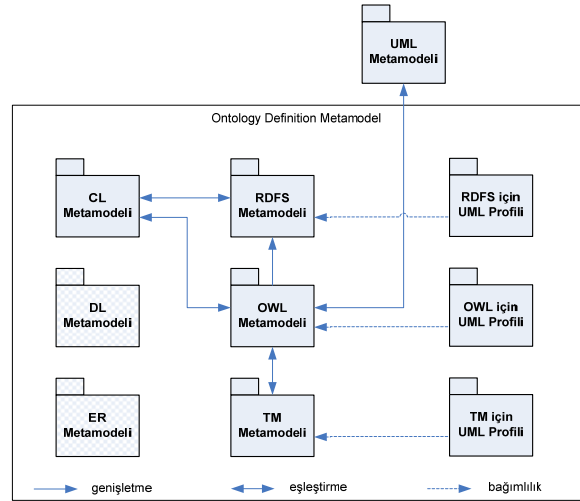 UML
Metamodeli
Ontology Definition Metamodel
CL
Metamodeli
RDFS
Metamodeli
RDFS için
UML Profili
DL
Metamodeli
OWL
Metamodeli
OWL için
UML Profili
ER
Metamodeli
TM
Metamodeli
TM için
UML Profili
genişletme
eşleştirme
bağımlılık